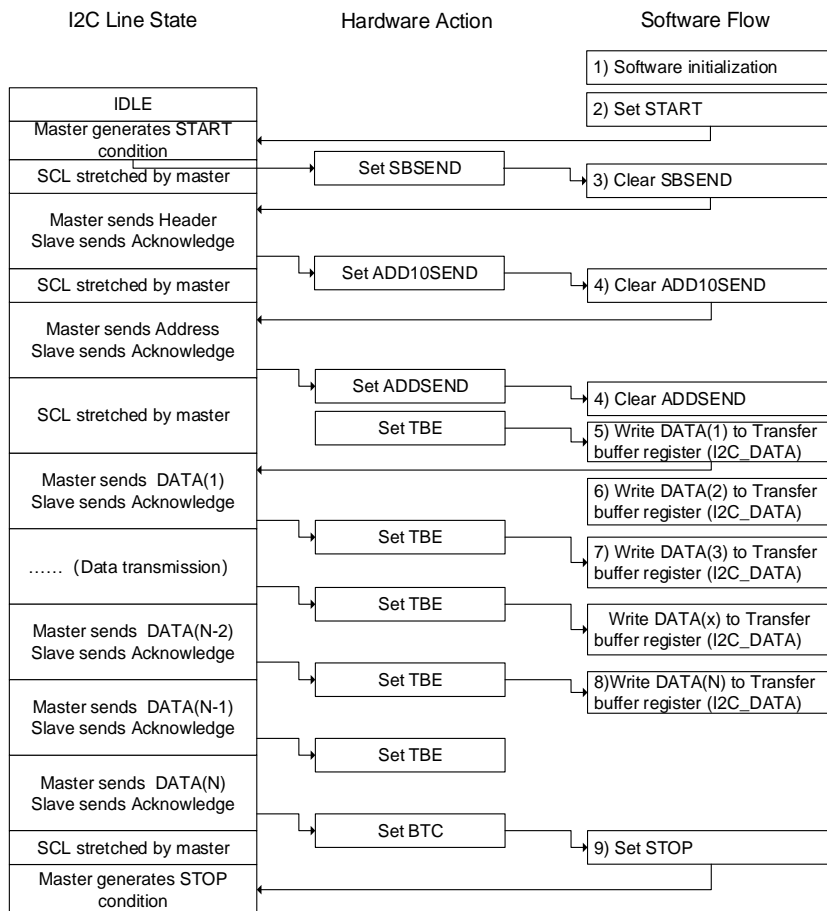 I2C Line State
Hardware Action
Software Flow
1) Software initialization
IDLE
2) Set START
Master generates START
condition
SCL stretched by master
Set SBSEND
3) Clear SBSEND
Master sends Header
Slave sends Acknowledge
SCL stretched by master
Set ADD10SEND
4) Clear ADD10SEND
Master sends Address
Slave sends Acknowledge
SCL stretched by master
Set ADDSEND
4) Clear ADDSEND
Set TBE
5) Write DATA(1) to Transfer
buffer register (I2C_DATA)
Master sends DATA(1)
Slave sends Acknowledge
6) Write DATA(2) to Transfer
buffer register (I2C_DATA)
Set TBE
7) Write DATA(3) to Transfer
buffer register (I2C_DATA)
...... (Data transmission)
Set TBE
Write DATA(x) to Transfer
buffer register (I2C_DATA)
Master sends DATA(N-2)
Slave sends Acknowledge
Set TBE
8)Write DATA(N) to Transfer
buffer register (I2C_DATA)
Master sends DATA(N-1)
Slave sends Acknowledge
Set TBE
Master sends DATA(N)
Slave sends Acknowledge
Set BTC
SCL stretched by master
9) Set STOP
Master generates STOP
condition